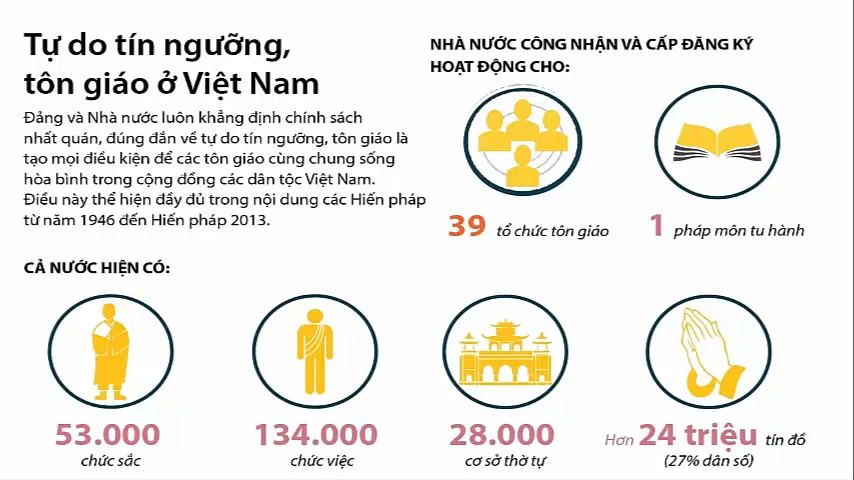 Tự do tín ngưỡng,
tôn giáo ở Việt Nam
Đảng và Nhà nước luôn khẳng định chính sách
nhất quán, đúng đắn về tự do tín ngưỡng, tôn giáo là
tạo mọi điều kiện để các tôn giáo cùng chung sống
hòa bình trong cộng đồng các dân tộc Việt Nam.
Điều này thể hiện đầy đủ trong nội dung các Hiến pháp
từ năm 1946 đến Hiến pháp 2013.
NHÀ NƯỚC CÔNG NHẬN VÀ CẤP ĐĂNG KÝ
HOẠT ĐỘNG CHO:
39 tổ chức tôn giáo
1 pháp môn tu hành
CẢ NƯỚC HIỆN CÓ:
53.000
chức sắc
134.000
chức việc
28.000
cơ sở thờ tự
Hơn 24 triệu tín đồ
(27% dân số)